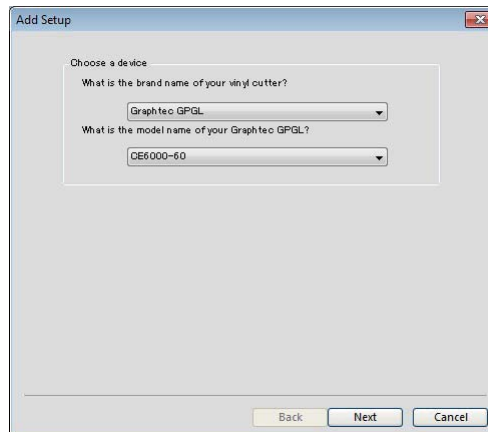 Add Setup
Choose a device
What is the brand name of your vinyl cutter?
Graphtec GPGL
What is the model name of your Graphtec GPGL?
CE6000-60
Back Next Cancel